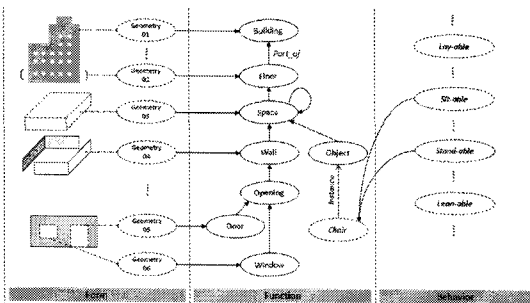 Geometry
01
Building
Part_of
Lay-able
Geometry
02
Floor
Sit-able
Geometry
03
Space
Geometry
04
Wall
Object
Stand-able
Opening
Instance
Lean-able
Geometry
05
Door
Chair
Geometry
06
Window
Form
Function
Behavior